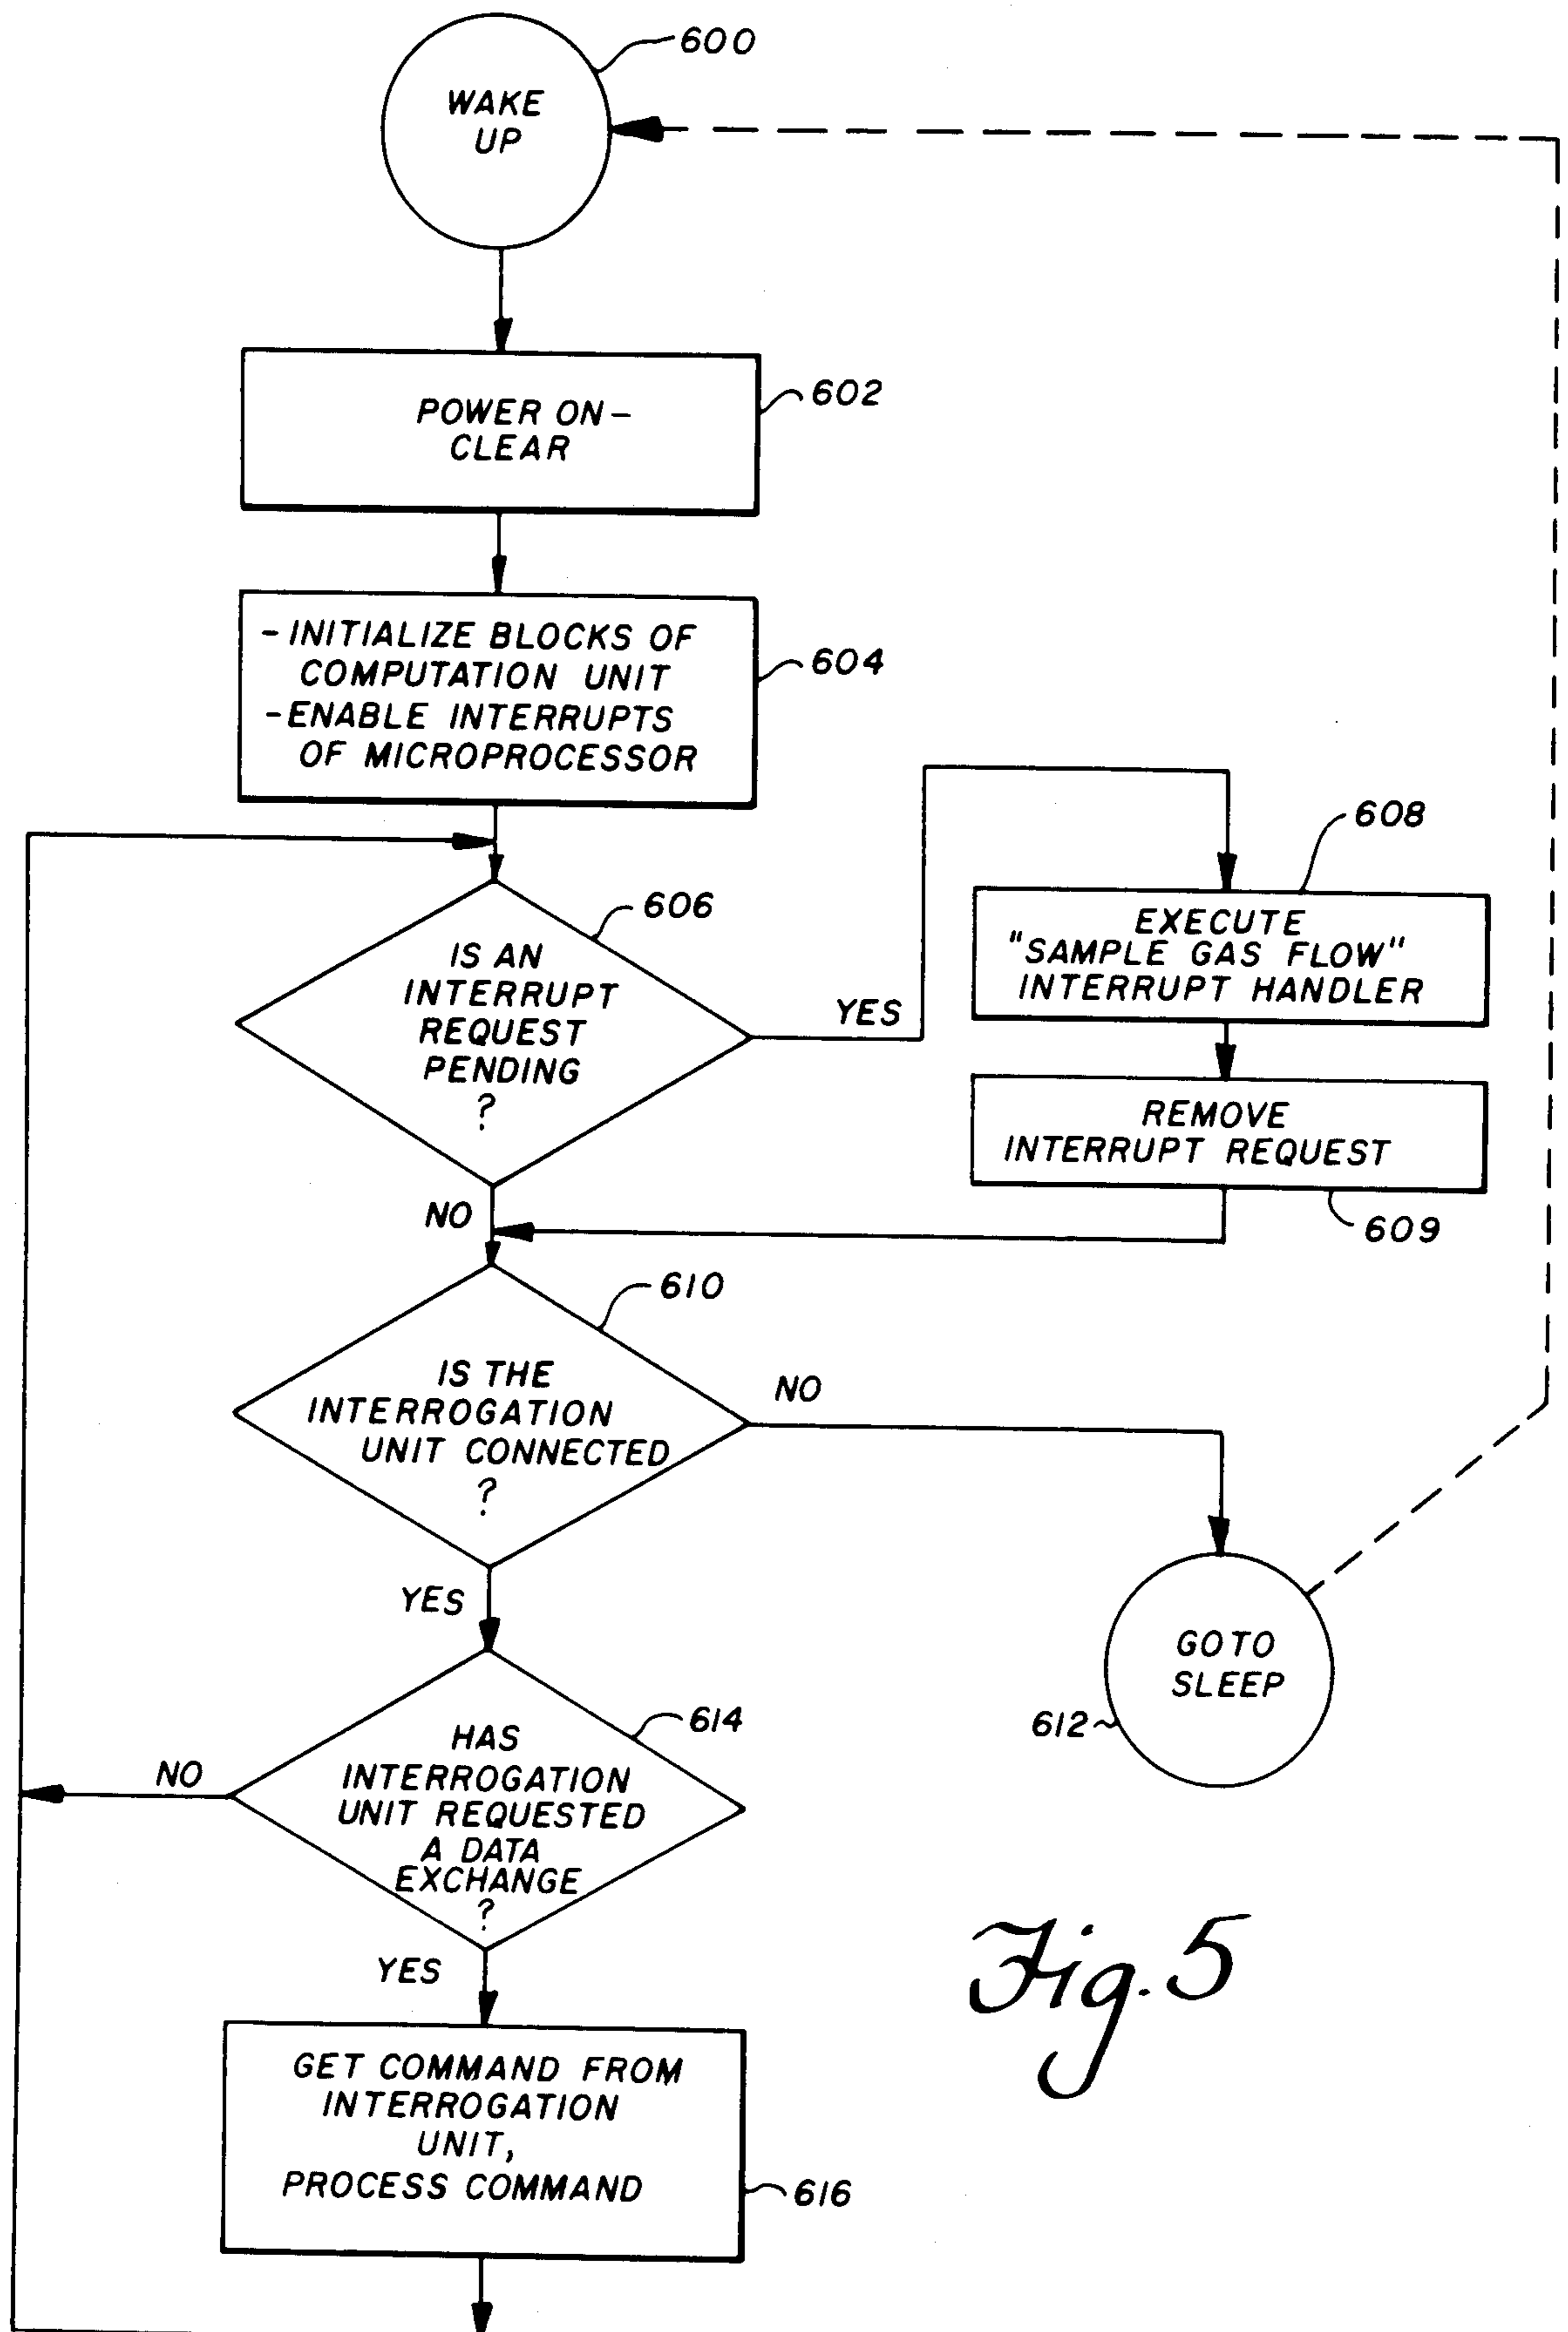 600
WAKE
UP
POWER ON-
CLEAR
602
-INITIALIZE BLOCKS OF
COMPUTATION UNIT
-ENABLE INTERRUPTS
OF MICROPROCESSOR
604
606
IS AN
INTERRUPT
REQUEST
PENDING
?
YES
608
EXECUTE
"SAMPLE GAS FLOW"
INTERRUPT HANDLER
REMOVE
INTERRUPT REQUEST
609
NO
610
IS THE
INTERROGATION
UNIT CONNECTED
?
NO
YES
GO TO
SLEEP
612
614
HAS
INTERROGATION
UNIT REQUESTED
A DATA
EXCHANGE
?
NO
YES
GET COMMAND FROM
INTERROGATION
UNIT,
PROCESS COMMAND
616
Fig. 5